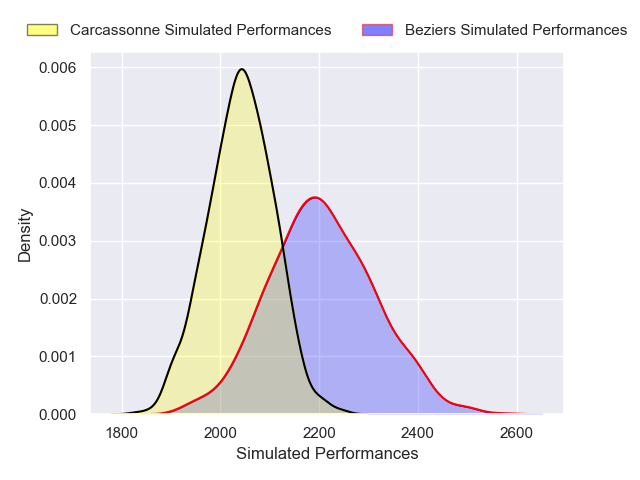 Carcassonne Simulated Performances Beziers Simulated Performances
0.006
0.005
0.004
0.003
0.002
0.001
0.000
Density
1800 2000 2200 2400 2600
Simulated Performances